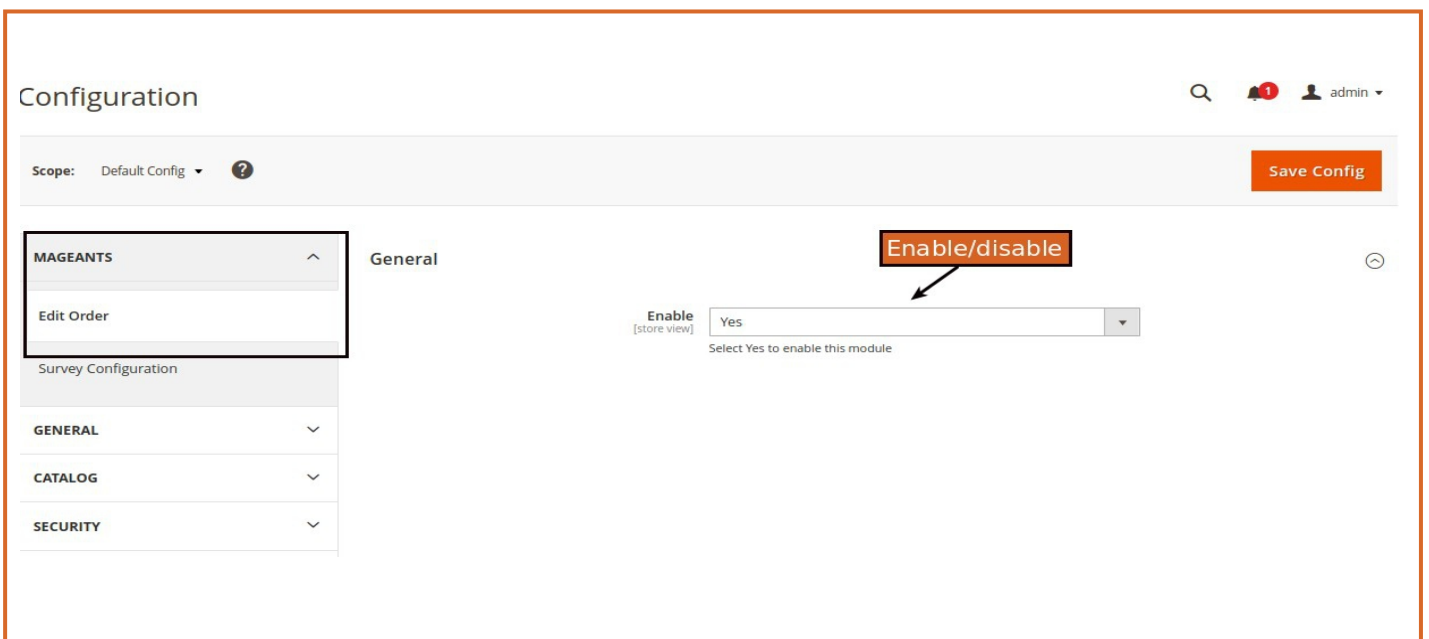 Configuration
1
admin
Scope: Default Config ?
Save Config
MAGEANTS
Edit Order
Survey Configuration
GENERAL
CATALOG
SECURITY
General
Enable/disable
Enable
[store view]
Yes
Select Yes to enable this module